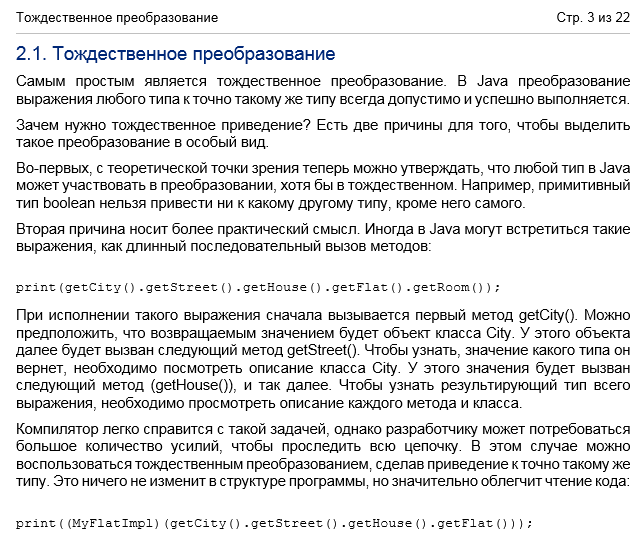 Тождественное преобразование Стр. 3 из 22
2.1. Тождественное преобразование
Самым простым является тождественное преобразование. В Java преобразование
выражения любого типа к точно такому же типу всегда допустимо и успешно выполняется.
Зачем нужно тождественное приведение? Есть две причины для того, чтобы выделить
такое преобразование в особый вид.
Во-первых, с теоретической точки зрения теперь можно утверждать, что любой тип в Java
может участвовать в преобразовании, хотя бы в тождественном. Например, примитивный
тип boolean нельзя привести ни к какому другому типу, кроме него самого.
Вторая причина носит более практический смысл. Иногда в Java могут встретиться такие
выражения, как длинный последовательный вызов методов:
print(getCity().getStreet().getHouse().getFlat().getRoom());
При исполнении такого выражения сначала вызывается первый метод getCity(). Можно
предположить, что возвращаемым значением будет объект класса City. У этого объекта
далее будет вызван следующий метод getStreet(). Чтобы узнать, значение какого типа он
вернет, необходимо посмотреть описание класса City. У этого значения будет вызван
следующий метод (getHouse()), и так далее. Чтобы узнать результирующий тип всего
выражения, необходимо просмотреть описание каждого метода и класса.
Компилятор легко справится с такой задачей, однако разработчику может потребоваться
большое количество усилий, чтобы проследить всю цепочку. В этом случае можно
воспользоваться тождественным преобразованием, сделав приведение к точно такому же
типу. Это ничего не изменит в структуре программы, но значительно облегчит чтение кода:
print((MyFlatImpl)(getCity().getStreet().getHouse().getFlat()));